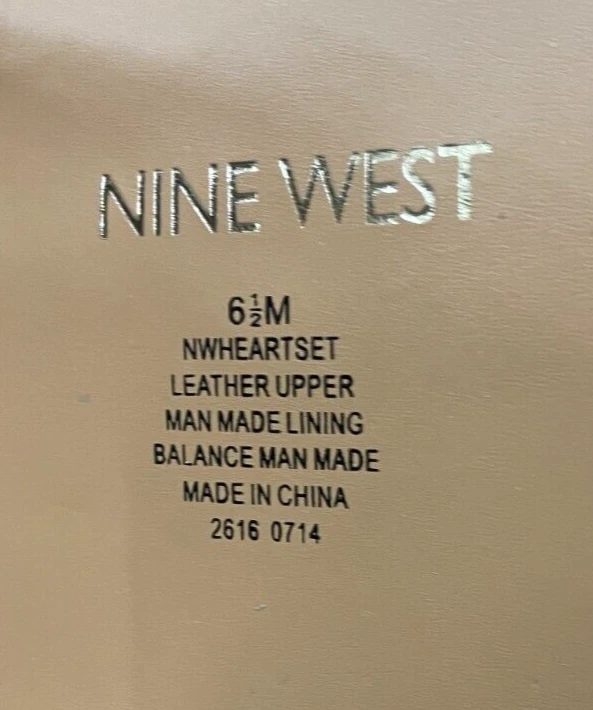 NINE WEST
6½M
NWHEARTSET
LEATHER UPPER
MAN MADE LINING
BALANCE MAN MADE
MADE IN CHINA
2616 0714